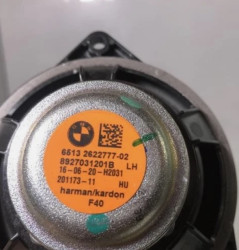 6513 2622777-02
8927031201B LH
16-06-20-H2031
201173-11 HU
harman/kardon
F40